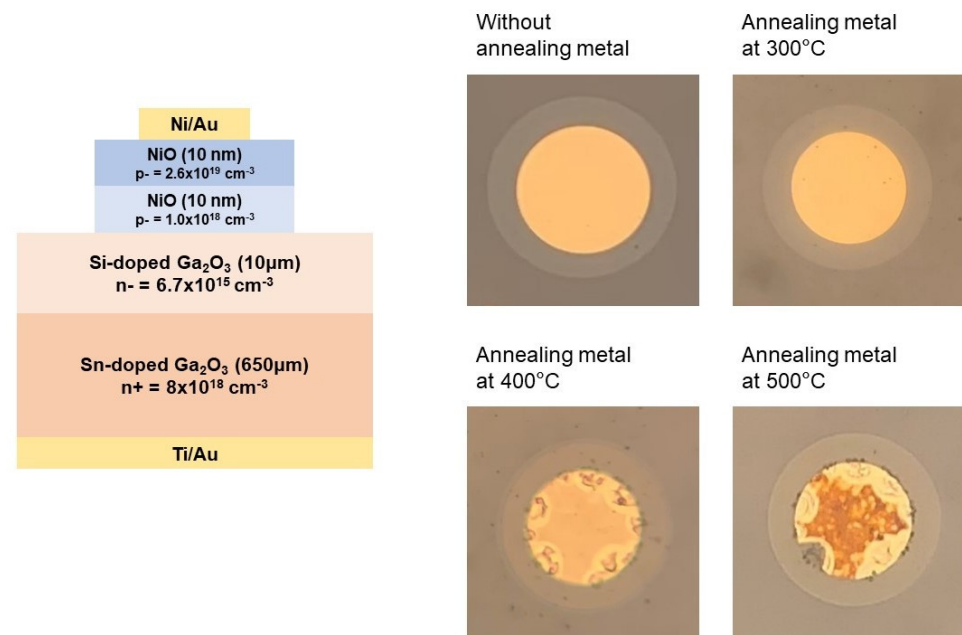 Ni/Au
NiO (10 nm)
p- = 2.6x10¹⁹ cm⁻³
NiO (10 nm)
p- = 1.0x10¹⁸ cm⁻³
Si-doped Ga₂O₃ (10µm)
n- = 6.7x10¹⁵ cm⁻³
Sn-doped Ga₂O₃ (650µm)
n+ = 8x10¹⁸ cm⁻³
Ti/Au
Without
annealing metal
Annealing metal
at 300°C
Annealing metal
at 400°C
Annealing metal
at 500°C